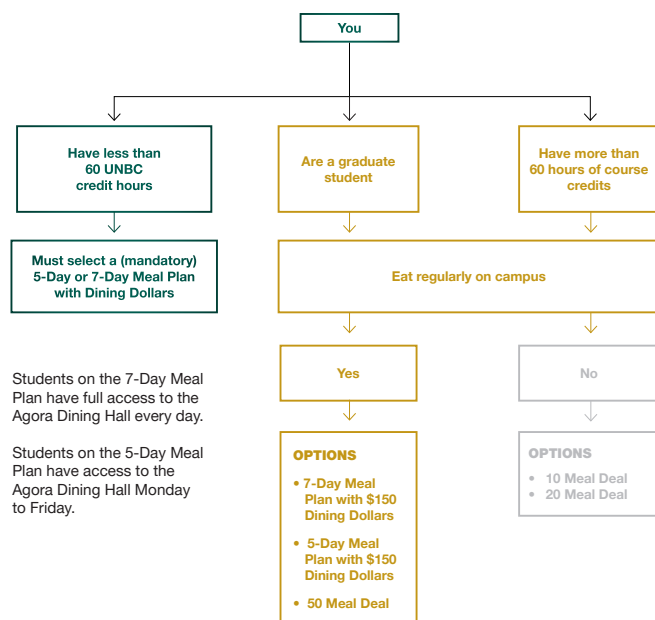 You
Have less than
60 UNBC
credit hours
Are a graduate
student
Have more than
60 hours of course
credits
Must select a (mandatory)
5-Day or 7-Day Meal Plan
with Dining Dollars
Eat regularly on campus
Students on the 7-Day Meal
Plan have full access to the
Agora Dining Hall every day.
Students on the 5-Day Meal
Plan have access to the
Agora Dining Hall Monday
to Friday.
Yes
No
OPTIONS
• 7-Day Meal
Plan with $150
Dining Dollars
• 5-Day Meal
Plan with $150
Dining Dollars
• 50 Meal Deal
OPTIONS
• 10 Meal Deal
• 20 Meal Deal